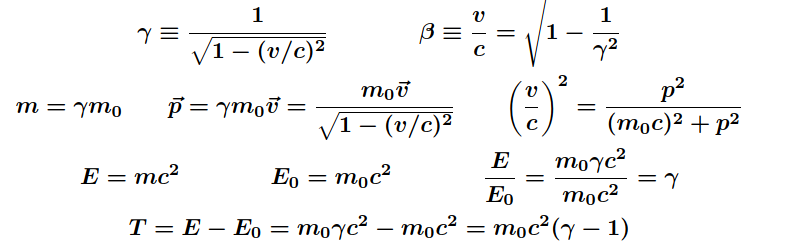 γ ≡ 1/√(1 − (v/c)²)   β ≡ v/c = √(1 − 1/γ²)
m = γm₀   p⃗ = γm₀v⃗ = m₀v⃗/√(1 − (v/c)²)   (v/c)² = p²/((m₀c)² + p²)
E = mc²   E₀ = m₀c²   E/E₀ = m₀γc²/m₀c² = γ
T = E − E₀ = m₀γc² − m₀c² = m₀c²(γ − 1)